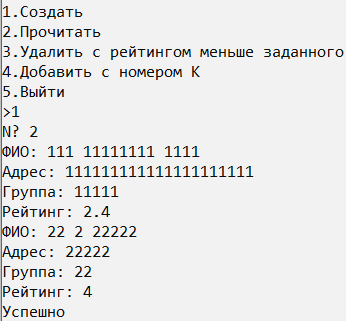 1.Создать
2.Прочитать
3.Удалить с рейтингом меньше заданного
4.Добавить с номером K
5.Выйти
>1
N? 2
ФИО: 111 11111111 1111
Адрес: 111111111111111111111
Группа: 11111
Рейтинг: 2.4
ФИО: 22 2 22222
Адрес: 22222
Группа: 22
Рейтинг: 4
Успешно